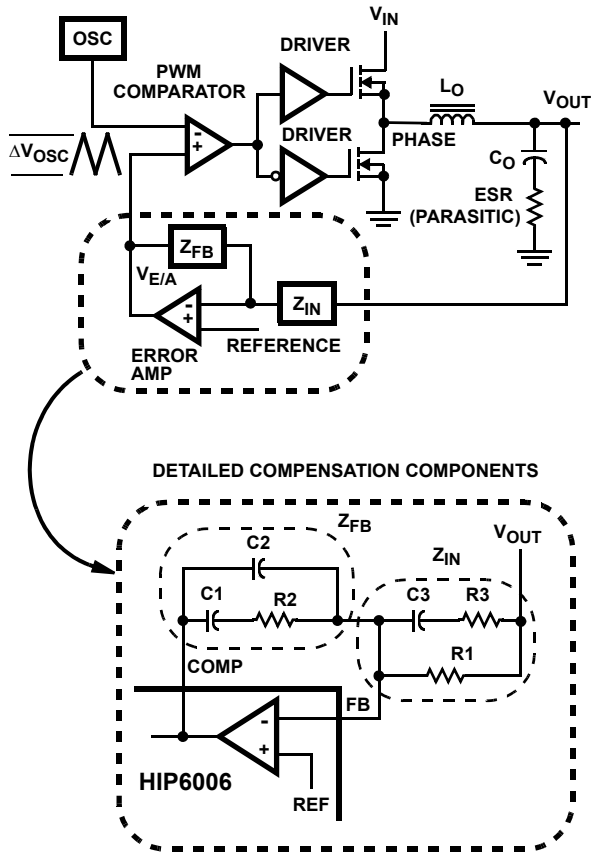 V_IN
OSC
DRIVER
PWM
COMPARATOR
L_O
V_OUT
-
+
DRIVER
PHASE
ΔV_OSC
C_O
ESR
(PARASITIC)
Z_FB
V_E/A
-
+
Z_IN
REFERENCE
ERROR
AMP
DETAILED COMPENSATION COMPONENTS
Z_FB
V_OUT
C2
Z_IN
C1
R2
C3
R3
COMP
R1
FB
-
+
HIP6006
REF